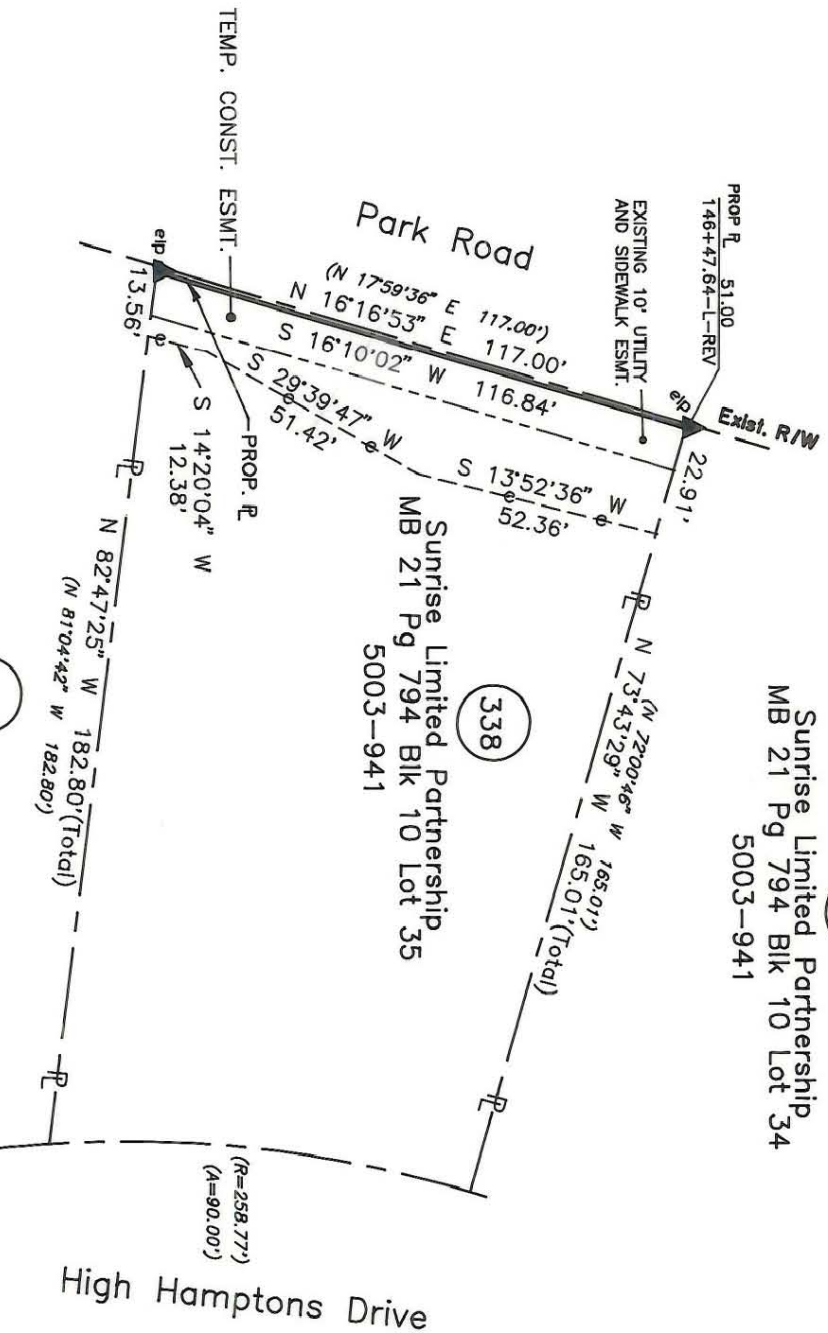 PROP ⅊ 51.00
146+47.64-L-REV
EXISTING 10' UTILITY
AND SIDEWALK ESMT.
TEMP. CONST. ESMT.
Park Road
(N 17°59'36" E 117.00')
N 16°16'53" E 117.00'
S 16°10'02" W 116.84'
eip
eip
Exist. R/W
22.91'
13.56'
S 29°39'47" W
51.42'
S 13°52'36" W
52.36'
S 14°20'04" W
12.38'
PROP. ⅊
e
e
e
e
e
Sunrise Limited Partnership
MB 21 Pg 794 Blk 10 Lot 34
5003-941
338
Sunrise Limited Partnership
MB 21 Pg 794 Blk 10 Lot 35
5003-941
⅊
(N 72°00'46" W 165.01')
N 73°43'29" W 165.01'(Total)
⅊
⅊
N 82°47'25" W 182.80'(Total)
(N 81°04'42" W 182.80')
⅊
(R=258.77')
(A=90.00')
High Hamptons Drive